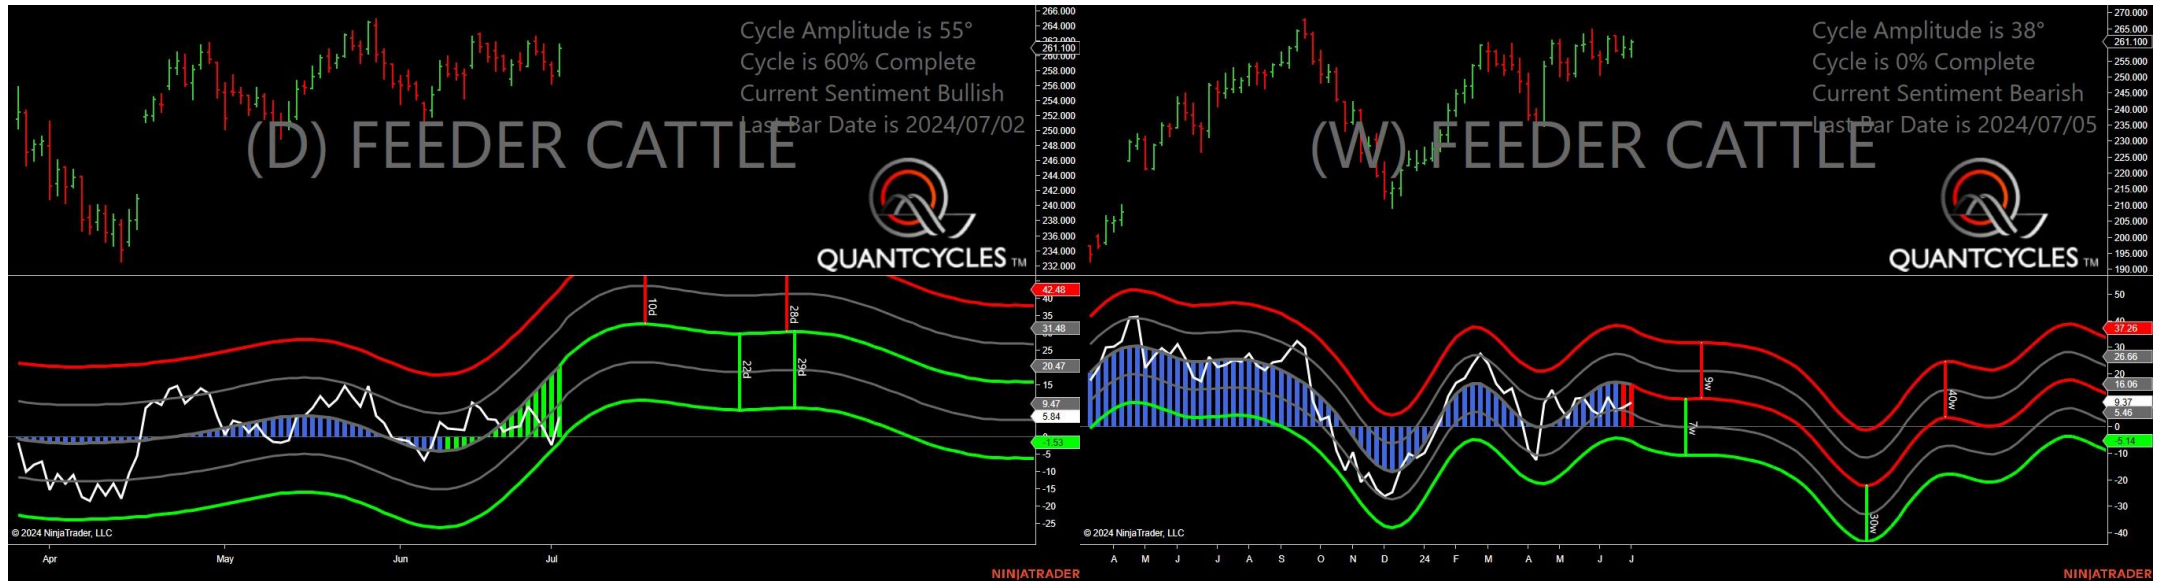 Cycle Amplitude is 55°
Cycle is 60% Complete
Current Sentiment Bullish
Last Bar Date is 2024/07/02
(D) FEEDER CATTLE
QUANTCYCLES TM
266.000
264.000
261.100
260.000
258.000
256.000
254.000
252.000
250.000
248.000
246.000
244.000
242.000
240.000
238.000
236.000
234.000
232.000
10d
28d
22d
29d
42.48
40
35
31.48
25
20.47
15
9.47
5.84
-1.53
-5
-10
-15
-20
-25
© 2024 NinjaTrader, LLC
Apr May Jun Jul
NINJATRADER
Cycle Amplitude is 38°
Cycle is 0% Complete
Current Sentiment Bearish
Last Bar Date is 2024/07/05
(W) FEEDER CATTLE
QUANTCYCLES TM
270.000
265.000
261.100
255.000
250.000
245.000
240.000
235.000
230.000
225.000
220.000
215.000
210.000
205.000
200.000
195.000
190.000
9w
7w
40w
30w
50
40
37.26
30
26.66
20
16.06
9.37
5.46
0
-5.14
-10
-20
-30
-40
© 2024 NinjaTrader, LLC
A M J J A S O N D 24 F M A M J J
NINJATRADER